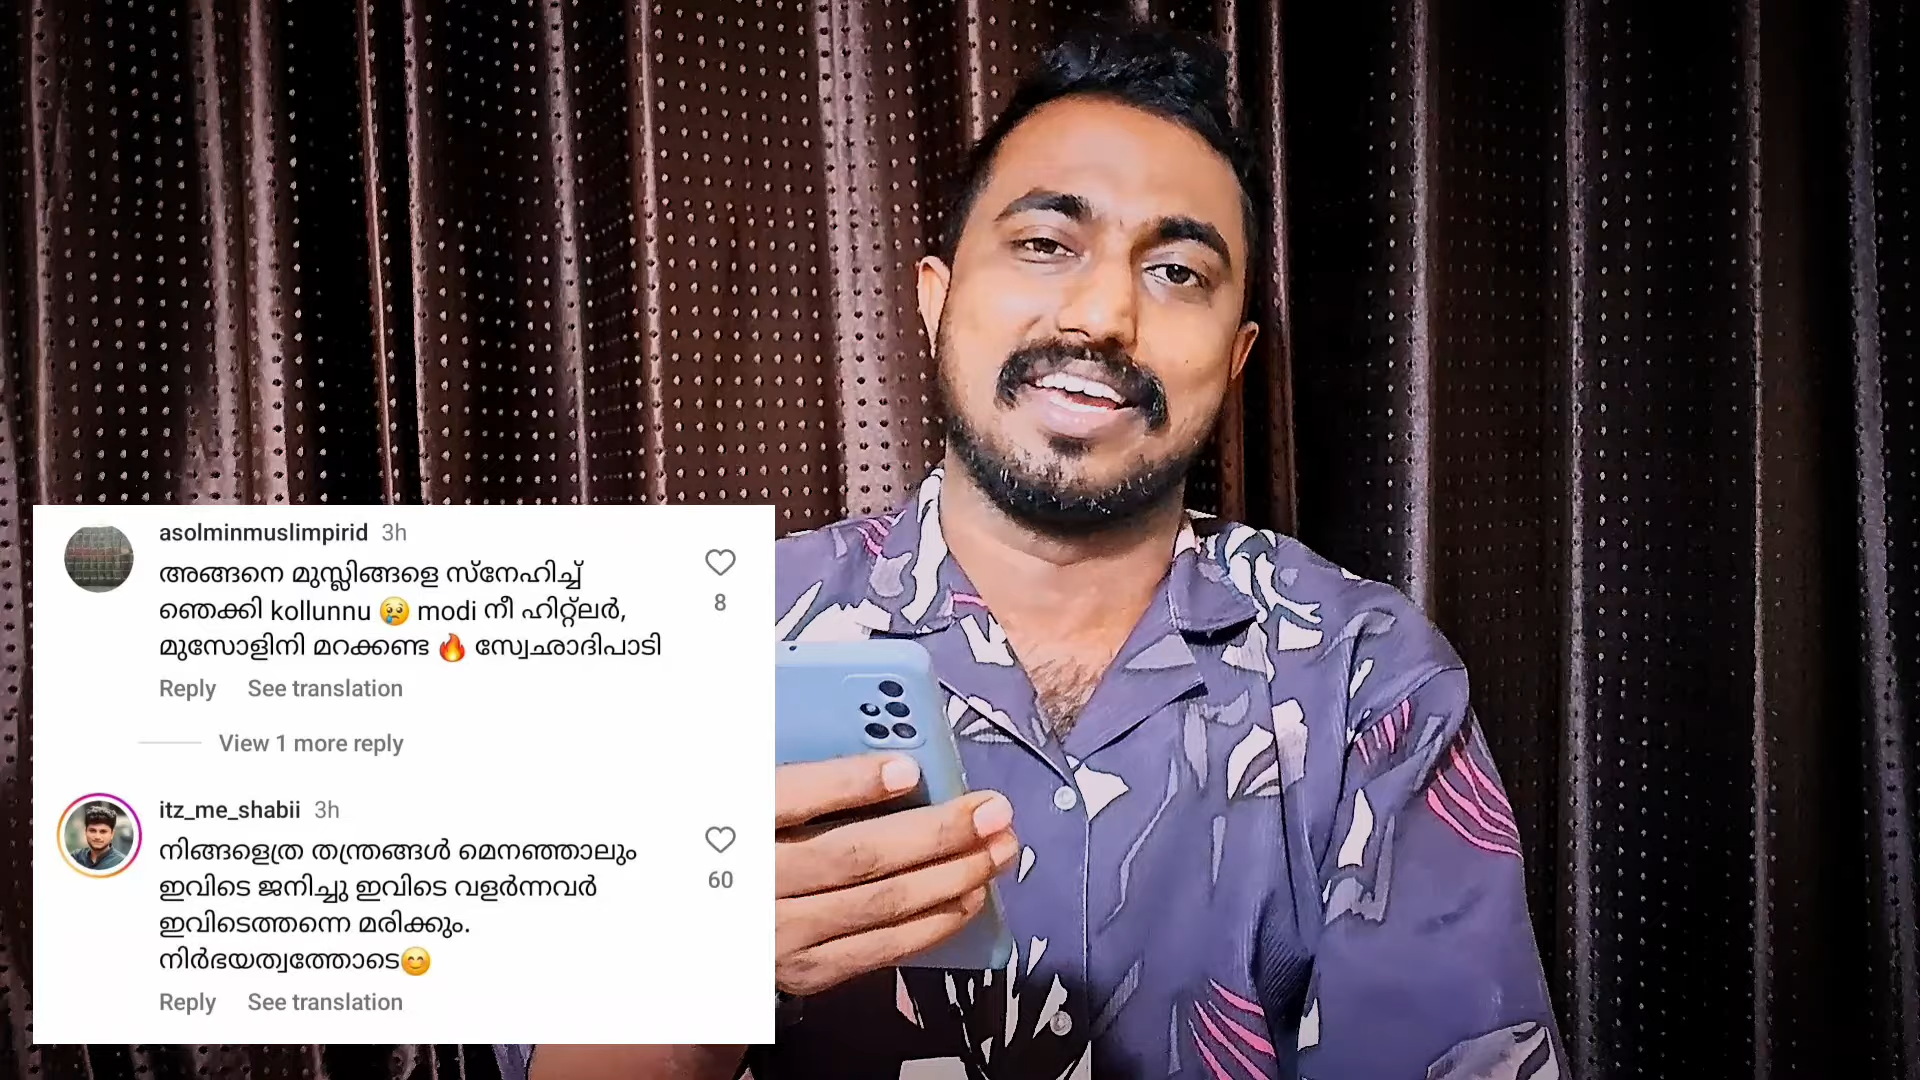 asolminmuslimpirid 3h
അങ്ങനെ മുസ്ലിങ്ങളെ സ്നേഹിച്ച്
ഞെക്കി kollunnu 😢 modi നീ ഹിറ്റ്ലർ,
മുസോളിനി മറക്കണ്ട 🔥 സ്വേഛാദിപാടി
8
Reply See translation
View 1 more reply
itz_me_shabii 3h
നിങ്ങളെത്ര തന്ത്രങ്ങൾ മെനഞ്ഞാലും
ഇവിടെ ജനിച്ചു ഇവിടെ വളർന്നവർ
ഇവിടെത്തന്നെ മരിക്കും.
നിർഭയത്വത്തോടെ😊
60
Reply See translation